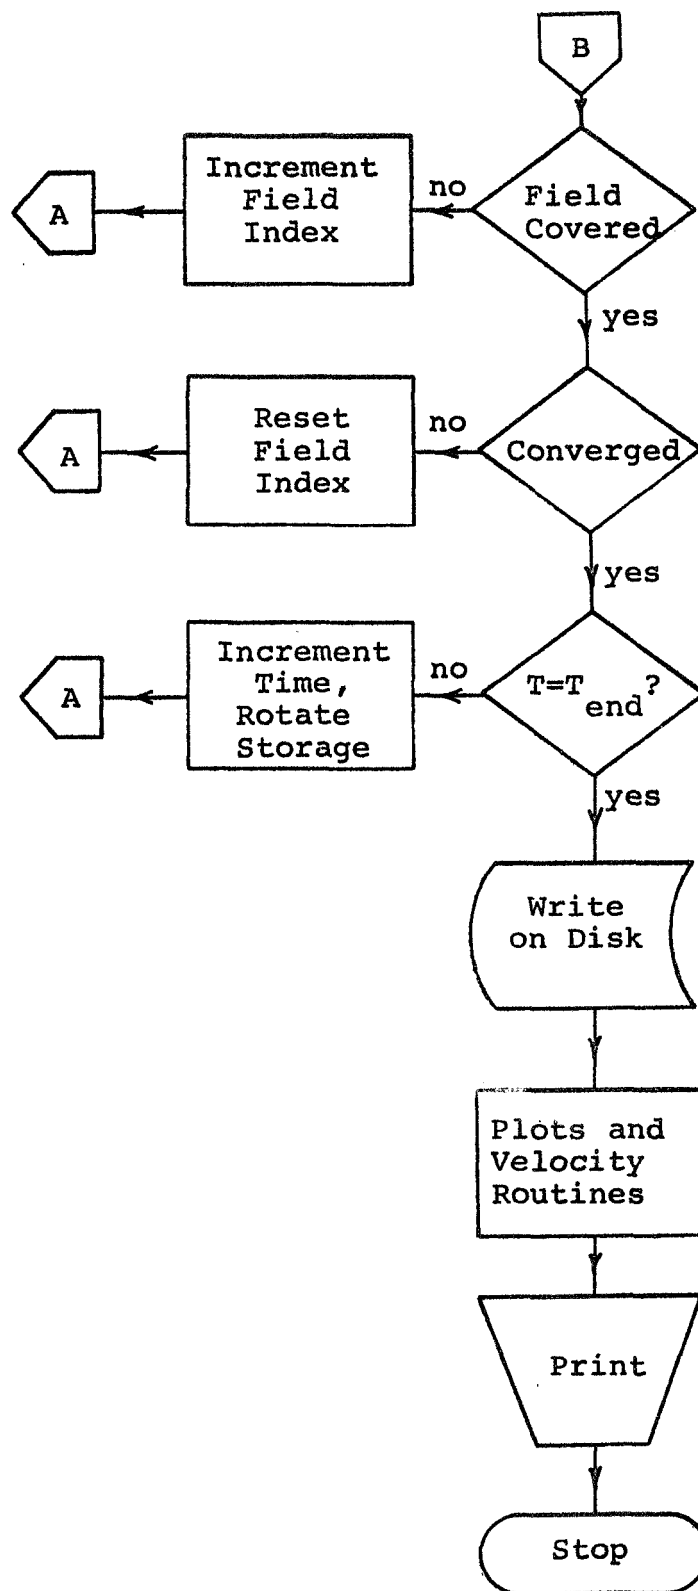 B
Increment
Field
Index
A
no
Field
Covered
yes
Reset
Field
Index
A
no
Converged
yes
Increment
Time,
Rotate
Storage
A
no
T=Tend?
yes
Write
on Disk
Plots and
Velocity
Routines
Print
Stop